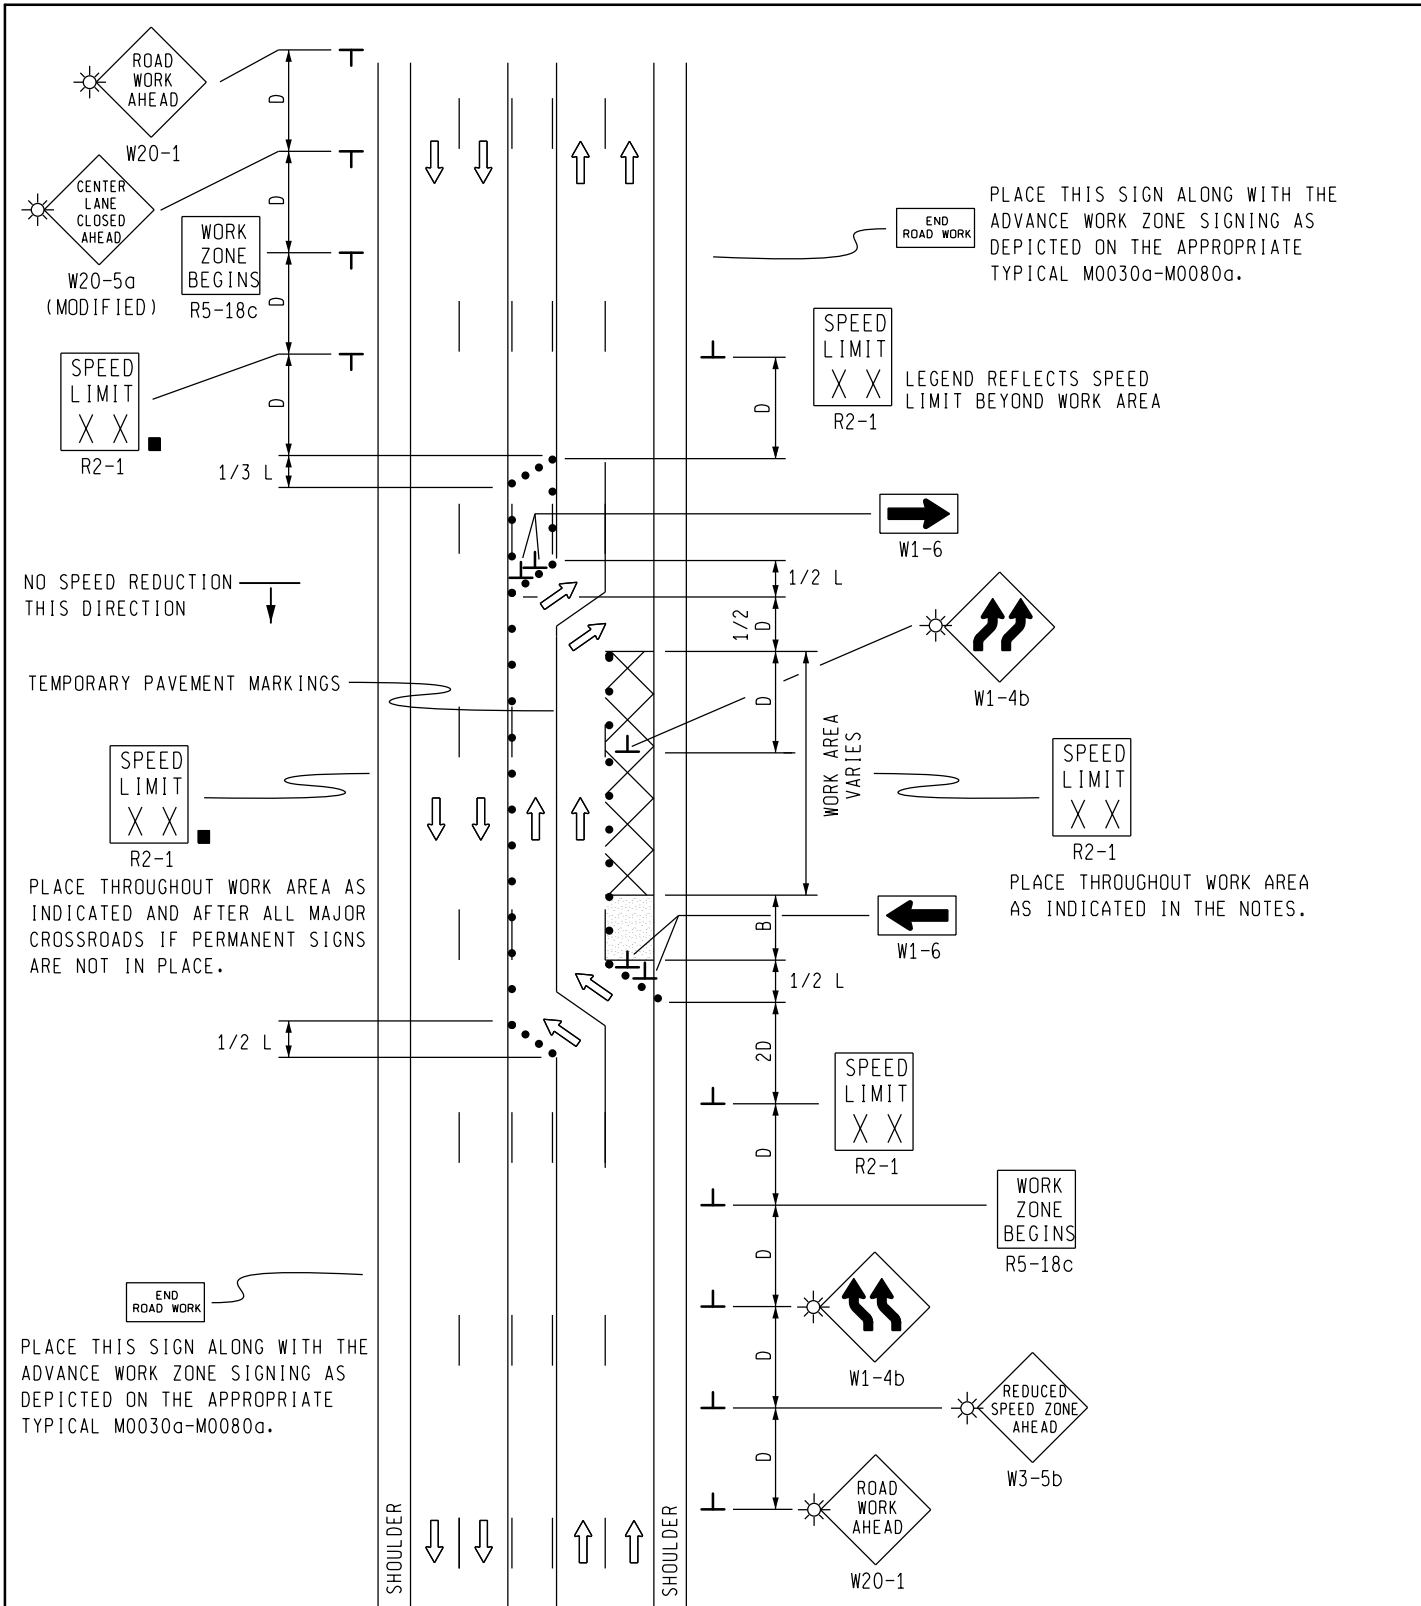 ROAD
WORK
AHEAD
W20-1
D
CENTER
LANE
CLOSED
AHEAD
W20-5a
(MODIFIED)
D
WORK
ZONE
BEGINS
R5-18c
D
SPEED
LIMIT
X X
R2-1
D
1/3 L
NO SPEED REDUCTION
THIS DIRECTION
TEMPORARY PAVEMENT MARKINGS
SPEED
LIMIT
X X
R2-1
PLACE THROUGHOUT WORK AREA AS
INDICATED AND AFTER ALL MAJOR
CROSSROADS IF PERMANENT SIGNS
ARE NOT IN PLACE.
1/2 L
END
ROAD WORK
PLACE THIS SIGN ALONG WITH THE
ADVANCE WORK ZONE SIGNING AS
DEPICTED ON THE APPROPRIATE
TYPICAL M0030a-M0080a.
SHOULDER
SHOULDER
END
ROAD WORK
PLACE THIS SIGN ALONG WITH THE
ADVANCE WORK ZONE SIGNING AS
DEPICTED ON THE APPROPRIATE
TYPICAL M0030a-M0080a.
SPEED
LIMIT
X X
R2-1
LEGEND REFLECTS SPEED
LIMIT BEYOND WORK AREA
D
W1-6
1/2 L
1/2
D
W1-4b
D
WORK AREA
VARIES
SPEED
LIMIT
X X
R2-1
PLACE THROUGHOUT WORK AREA
AS INDICATED IN THE NOTES.
B
W1-6
1/2 L
2D
SPEED
LIMIT
X X
R2-1
D
WORK
ZONE
BEGINS
R5-18c
D
W1-4b
D
REDUCED
SPEED ZONE
AHEAD
W3-5b
D
ROAD
WORK
AHEAD
W20-1